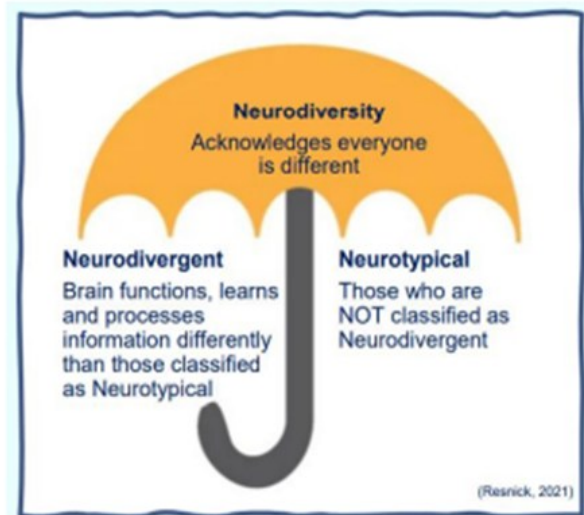 Neurodiversity
Acknowledges everyone
is different
Neurodivergent
Brain functions, learns
and processes
information differently
than those classified
as Neurotypical
Neurotypical
Those who are
NOT classified as
Neurodivergent
(Resnick, 2021)